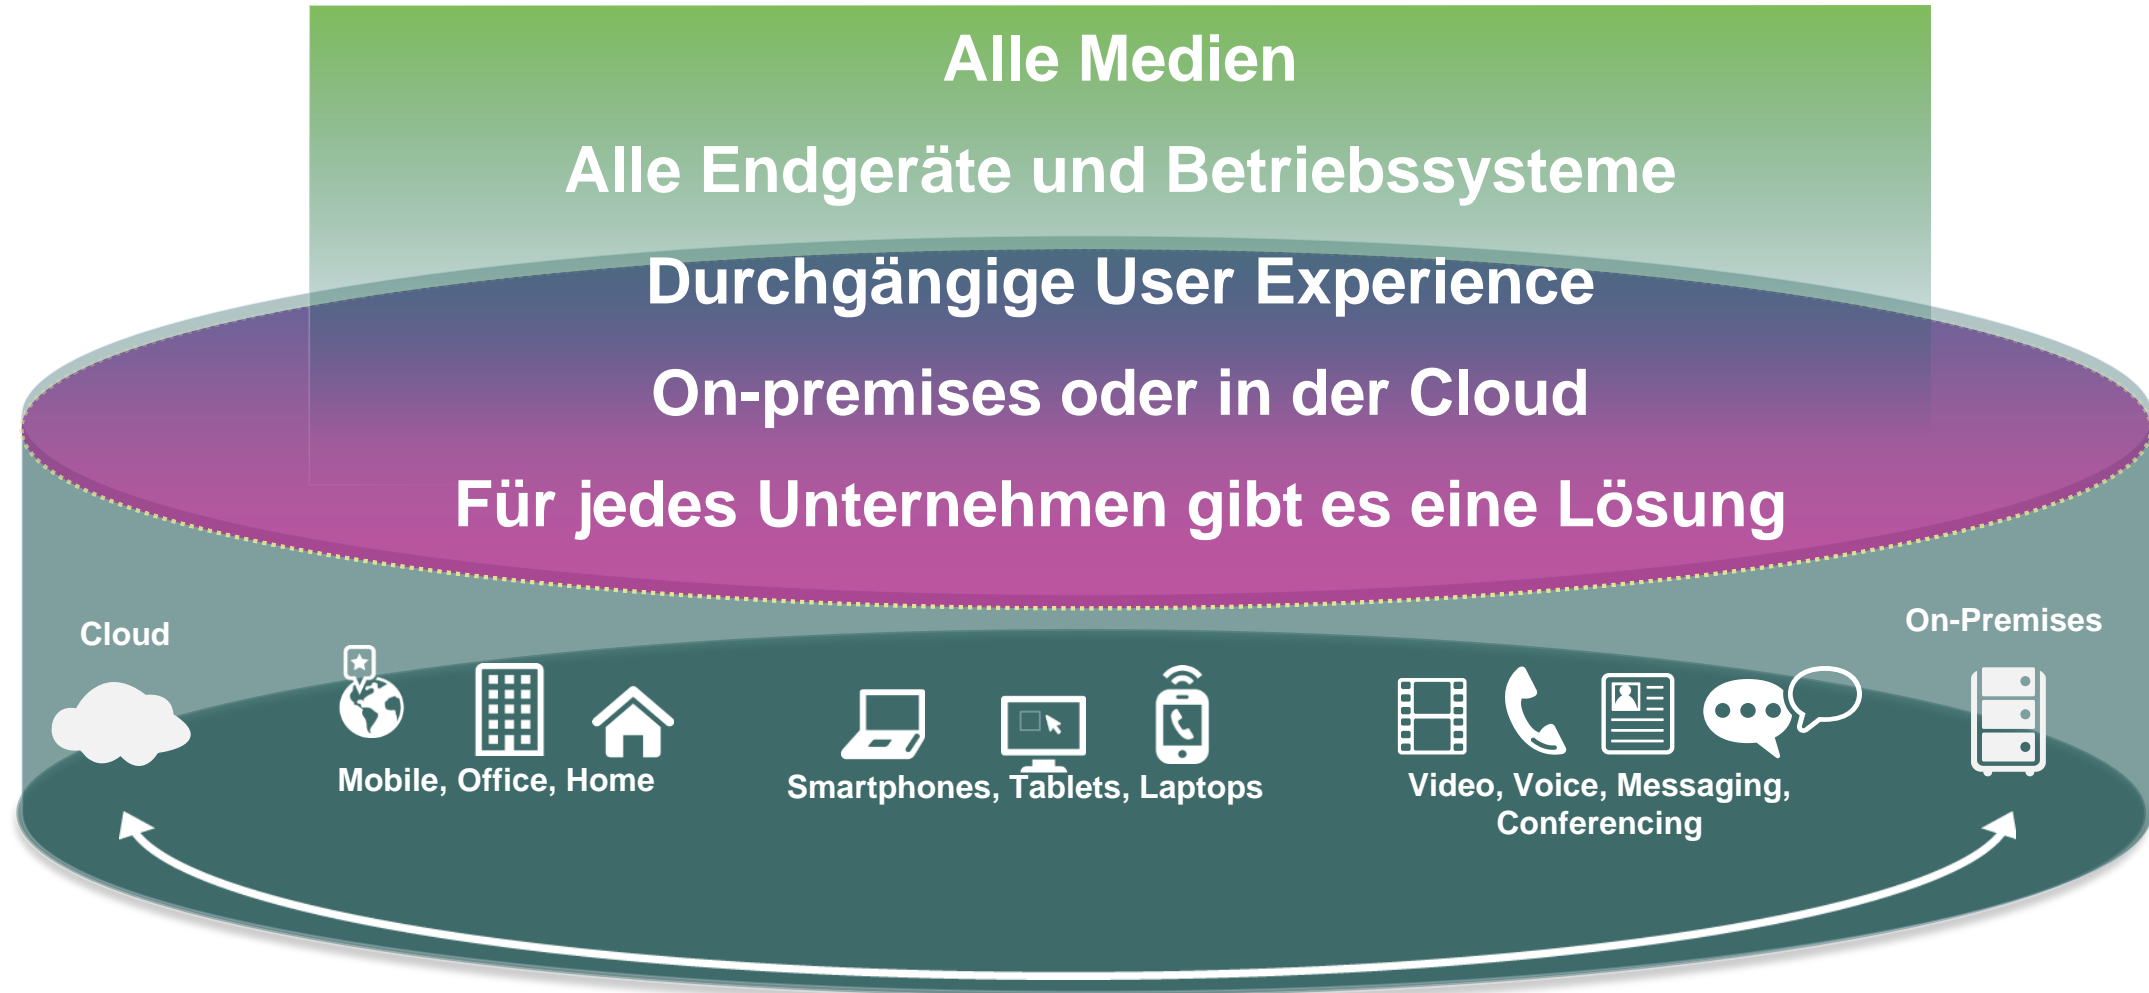 Alle Medien
Alle Endgeräte und Betriebssysteme
Durchgängige User Experience
On-premises oder in der Cloud
Für jedes Unternehmen gibt es eine Lösung
Cloud
On-Premises
Mobile, Office, Home
Smartphones, Tablets, Laptops
Video, Voice, Messaging,
Conferencing